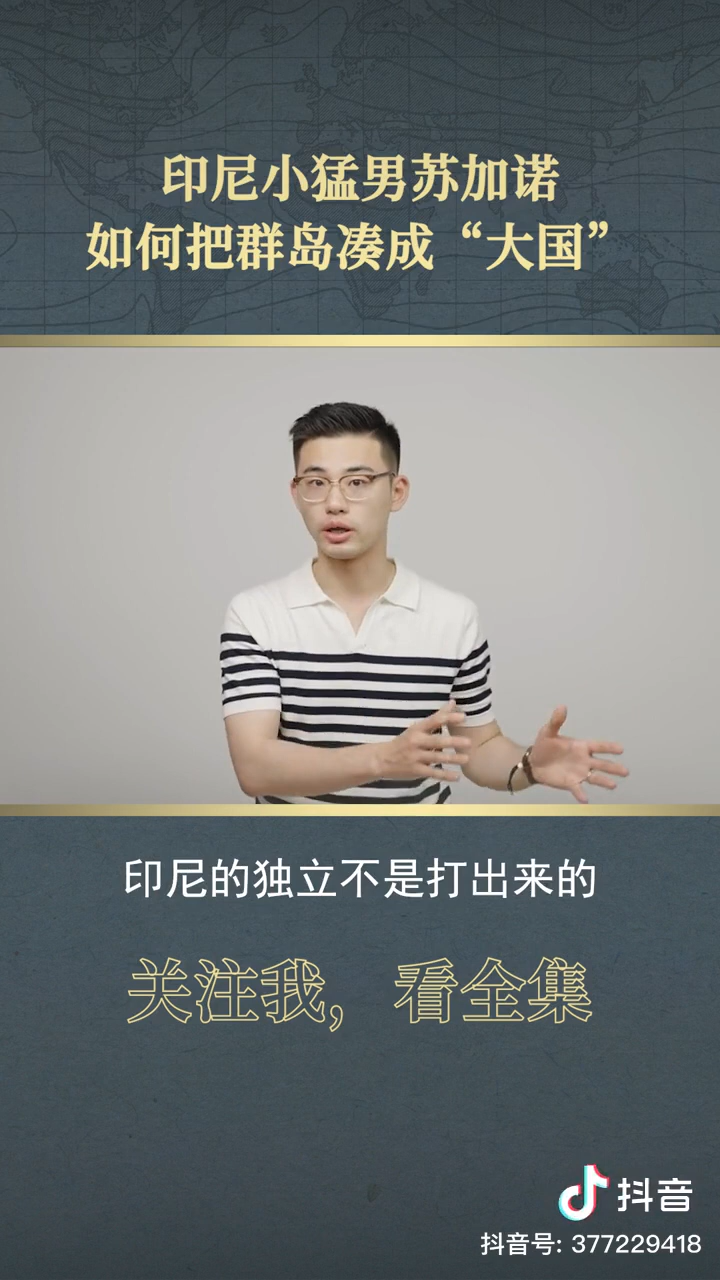 印尼小猛男苏加诺
如何把群岛凑成“大国”
印尼的独立不是打出来的
关注我，看全集
抖音
抖音号: 377229418